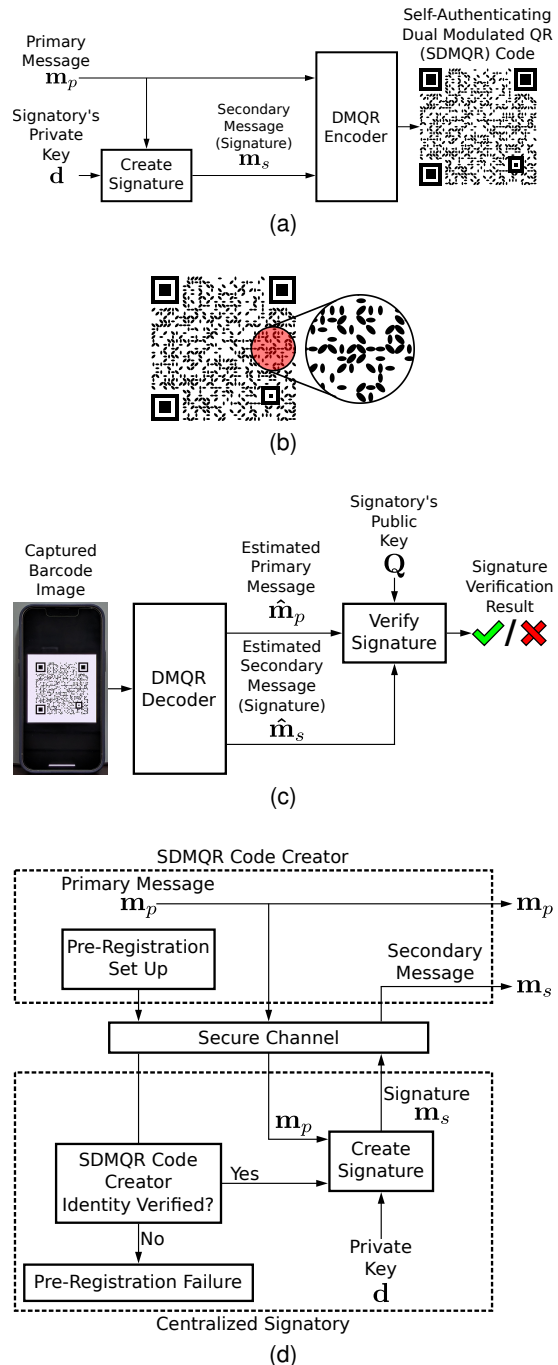 Primary
Message
m_p
Signatory's
Private
Key
d
Create
Signature
Secondary
Message
(Signature)
m_s
DMQR
Encoder
Self-Authenticating
Dual Modulated QR
(SDMQR) Code
(a)
(b)
Captured
Barcode
Image
DMQR
Decoder
Estimated
Primary
Message
m̂_p
Estimated
Secondary
Message
(Signature)
m̂_s
Signatory's
Public
Key
Q
Verify
Signature
Signature
Verification
Result
/
(c)
SDMQR Code Creator
Primary Message
m_p
m_p
Pre-Registration
Set Up
Secondary
Message
m_s
Secure Channel
Signature
m_s
m_p
Create
Signature
SDMQR Code
Creator
Identity Verified?
Yes
No
Pre-Registration Failure
Private
Key
d
Centralized Signatory
(d)